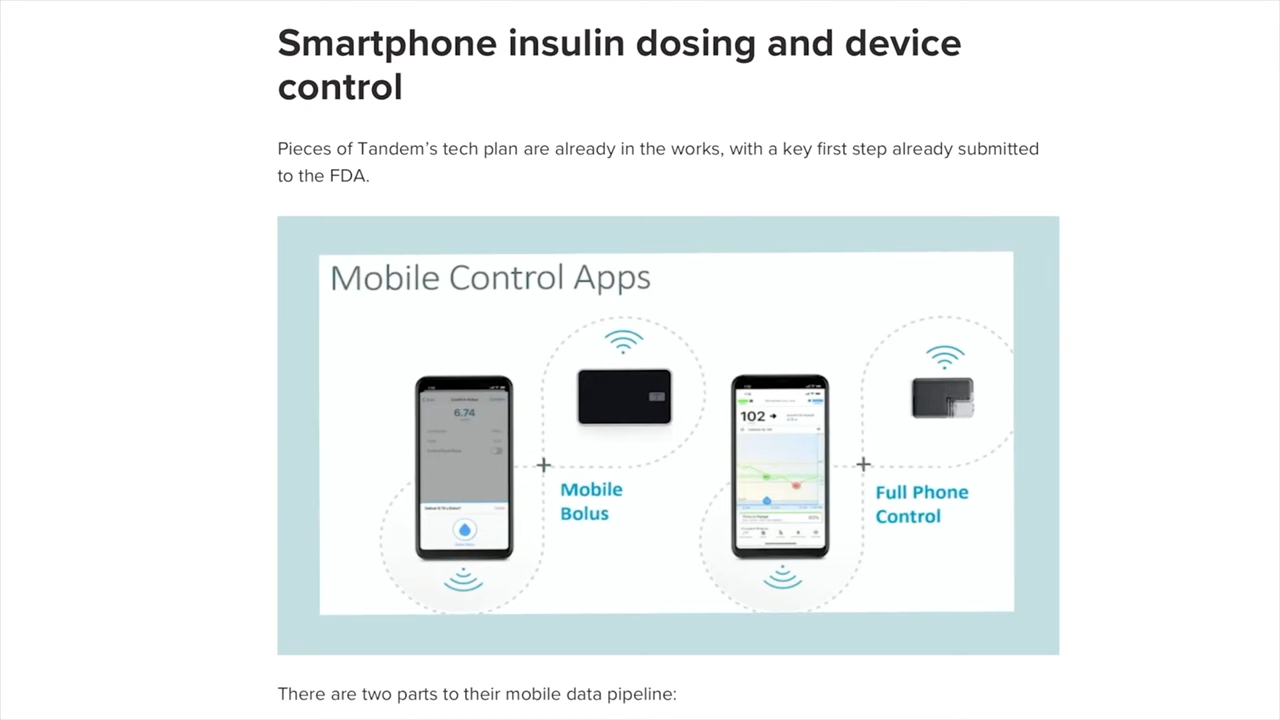 Smartphone insulin dosing and device
control
Pieces of Tandem’s tech plan are already in the works, with a key first step already submitted
to the FDA.
Mobile Control Apps
6.74
102
Mobile
Bolus
Full Phone
Control
There are two parts to their mobile data pipeline: